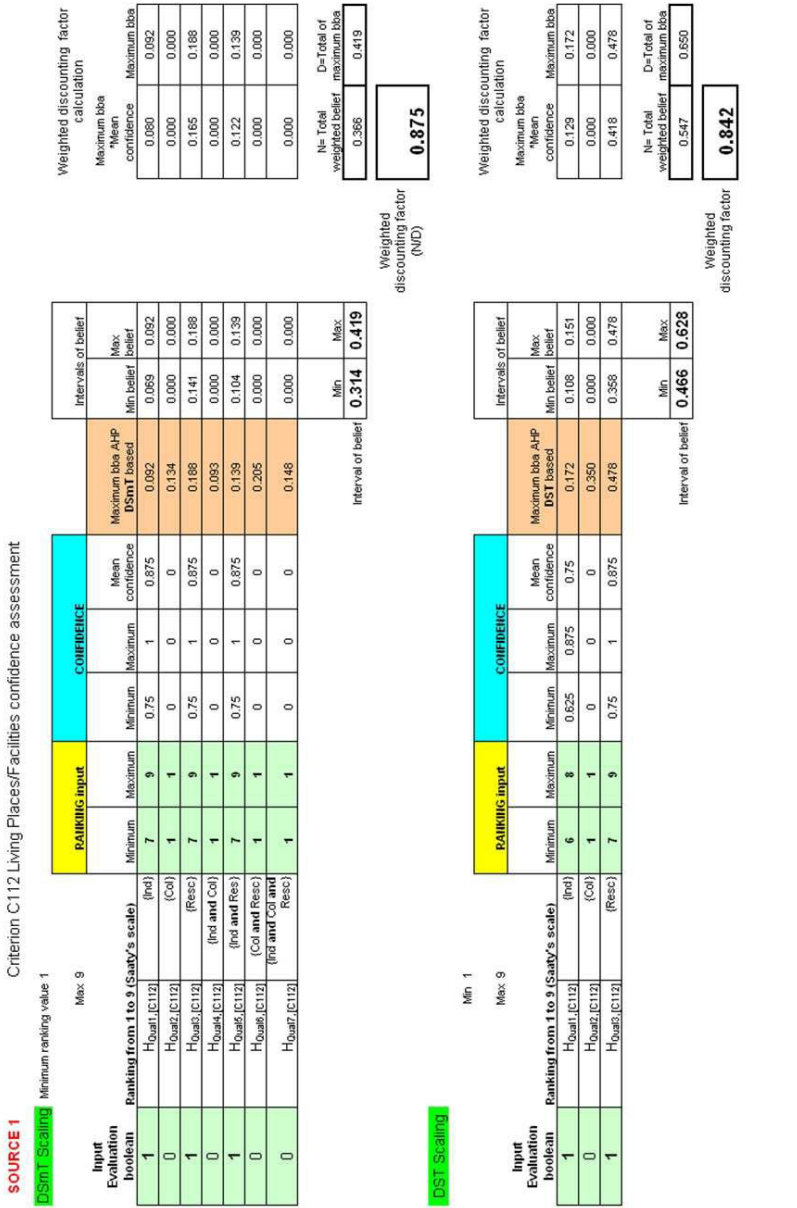 SOURCE 1 Criterion C112 Living Places/Facilities confidence assessment
DSmT Scaling Minimum ranking value 1
Max 9
RANKING input CONFIDENCE Intervals of belief Weighted discounting factor calculation
Input Evaluation boolean Ranking from 1 to 9 (Saaty's scale) Minimum Maximum Minimum Maximum Mean confidence Maximum bba AHP DSmT based Min belief Max belief Maximum bba *Mean confidence Maximum bba
1 HQual1,[C112] {Ind} 7 9 0.75 1 0.875 0.092 0.069 0.092 0.080 0.092
0 HQual2,[C112] {Col} 1 1 0 0 0 0.134 0.000 0.000 0.000 0.000
1 HQual3,[C112] {Resc} 7 9 0.75 1 0.875 0.188 0.141 0.188 0.165 0.188
0 HQual4,[C112] {Ind and Col} 1 1 0 0 0 0.093 0.000 0.000 0.000 0.000
1 HQual5,[C112] {Ind and Res} 7 9 0.75 1 0.875 0.139 0.104 0.139 0.122 0.139
0 HQual6,[C112] {Col and Resc} 1 1 0 0 0 0.205 0.000 0.000 0.000 0.000
0 HQual7,[C112] {Ind and Col and Resc} 1 1 0 0 0 0.148 0.000 0.000 0.000 0.000
Min Max N= Total weighted belief D=Total of maximum bba
Interval of belief 0.314 0.419 0.366 0.419
Weighted discounting factor (N/D) 0.875
DST Scaling
Min 1
Max 9
RANKING input CONFIDENCE Intervals of belief Weighted discounting factor calculation
Input Evaluation boolean Ranking from 1 to 9 (Saaty's scale) Minimum Maximum Minimum Maximum Mean confidence Maximum bba AHP DST based Min belief Max belief Maximum bba *Mean confidence Maximum bba
1 HQual1,[C112] {Ind} 6 8 0.625 0.875 0.75 0.172 0.108 0.151 0.129 0.172
0 HQual2,[C112] {Col} 1 1 0 0 0 0.350 0.000 0.000 0.000 0.000
1 HQual3,[C112] {Resc} 7 9 0.75 1 0.875 0.478 0.358 0.478 0.418 0.478
Min Max N= Total weighted belief D=Total of maximum bba
Interval of belief 0.466 0.628 0.547 0.650
Weighted discounting factor 0.842